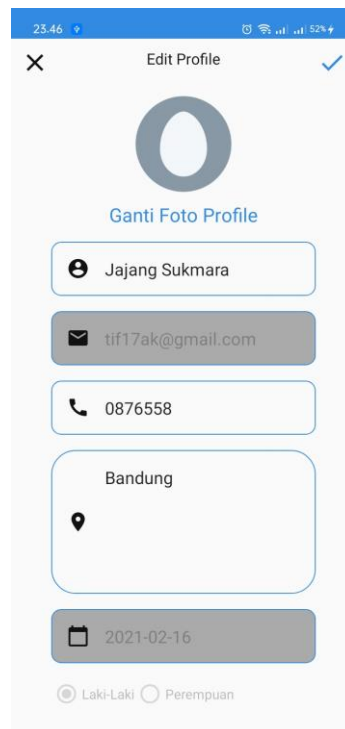 23.46
52%
Edit Profile
Ganti Foto Profile
Jajang Sukmara
tif17ak@gmail.com
0876558
Bandung
2021-02-16
Laki-Laki Perempuan